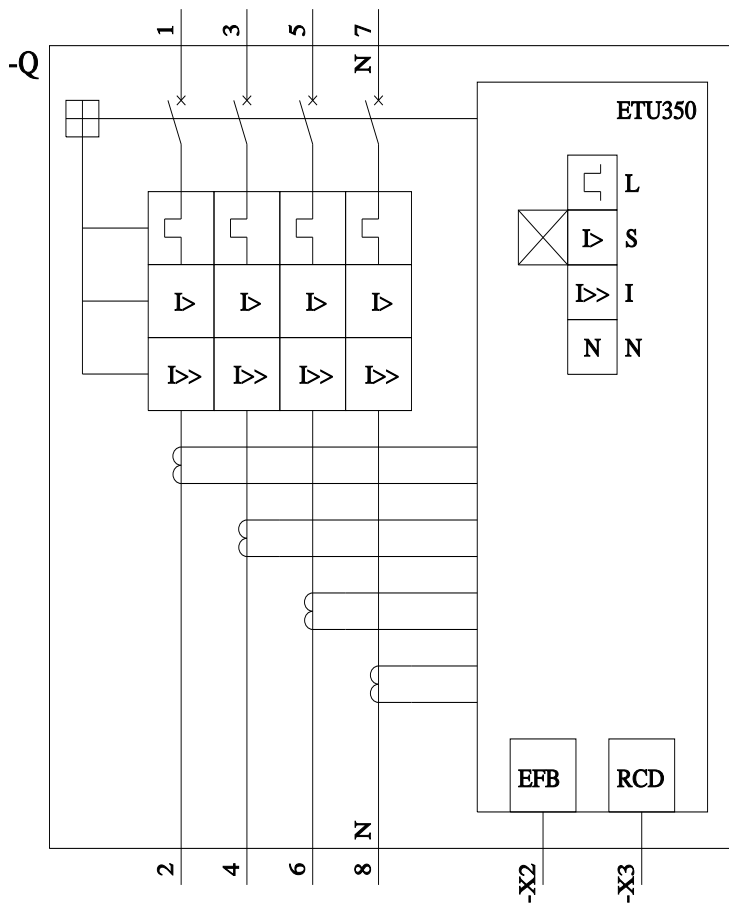 1 3 5 7
-Q
N
ETU350
L
I> S
I>> I
N N
I> I> I> I>
I>> I>> I>> I>>
EFB RCD
N
2 4 6 8
-X2 -X3